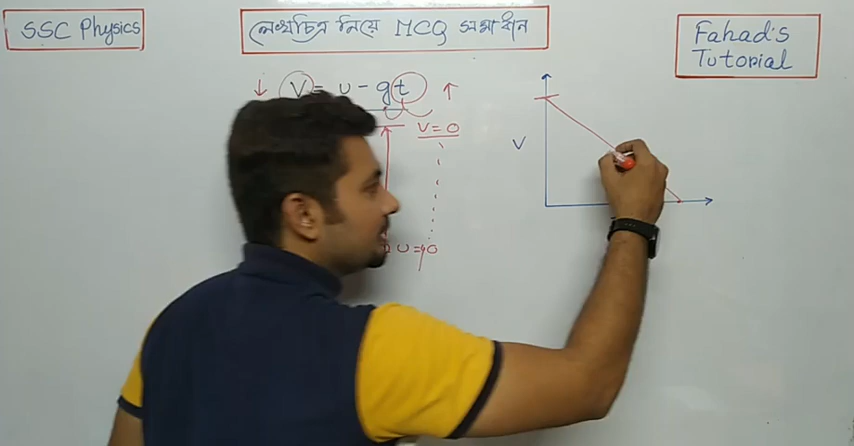 SSC Physics
লেখচিত্র নিয়ে MCQ সমাধান
Fahad's
Tutorial
↓ V = u - gt ↑
V = 0
u = 0
V